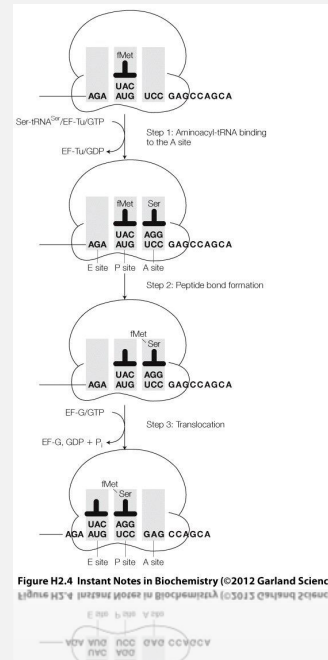 fMet
UAC
AGA AUG UCC GAGCCAGCA
Ser-tRNASer/EF-Tu/GTP
Step 1: Aminoacyl-tRNA binding
to the A site
EF-Tu/GDP
fMet Ser
UAC AGG
AGA AUG UCC GAGCCAGCA
E site P site A site
Step 2: Peptide bond formation
fMet
Ser
UAC AGG
AGA AUG UCC GAGCCAGCA
EF-G/GTP
Step 3: Translocation
EF-G, GDP + Pi
fMet
Ser
UAC AGG
AGA AUG UCC GAG CCAGCA
E site P site A site
Figure H2.4 Instant Notes in Biochemistry (©2012 Garland Scienc